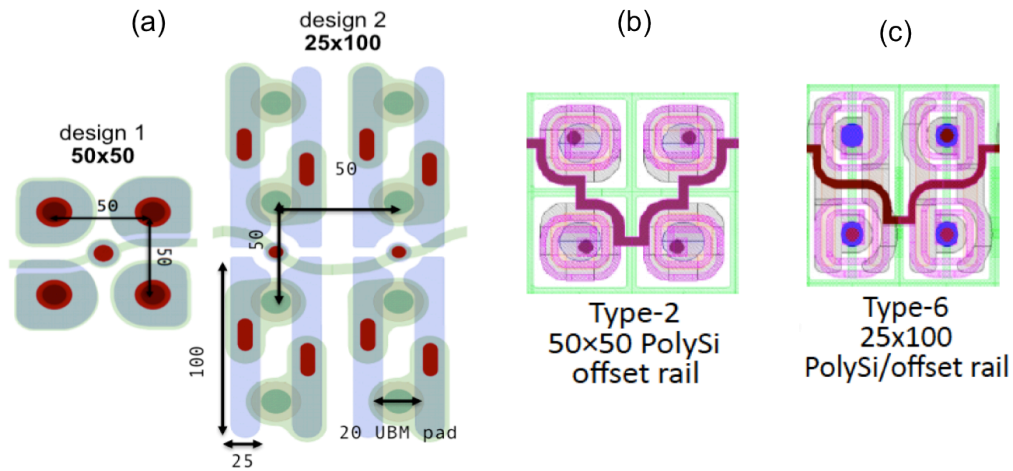 (a)
design 1
50x50
50
50
design 2
25x100
50
50
100
25
20 UBM pad
(b)
Type-2
50×50 PolySi
offset rail
(c)
Type-6
25x100
PolySi/offset rail